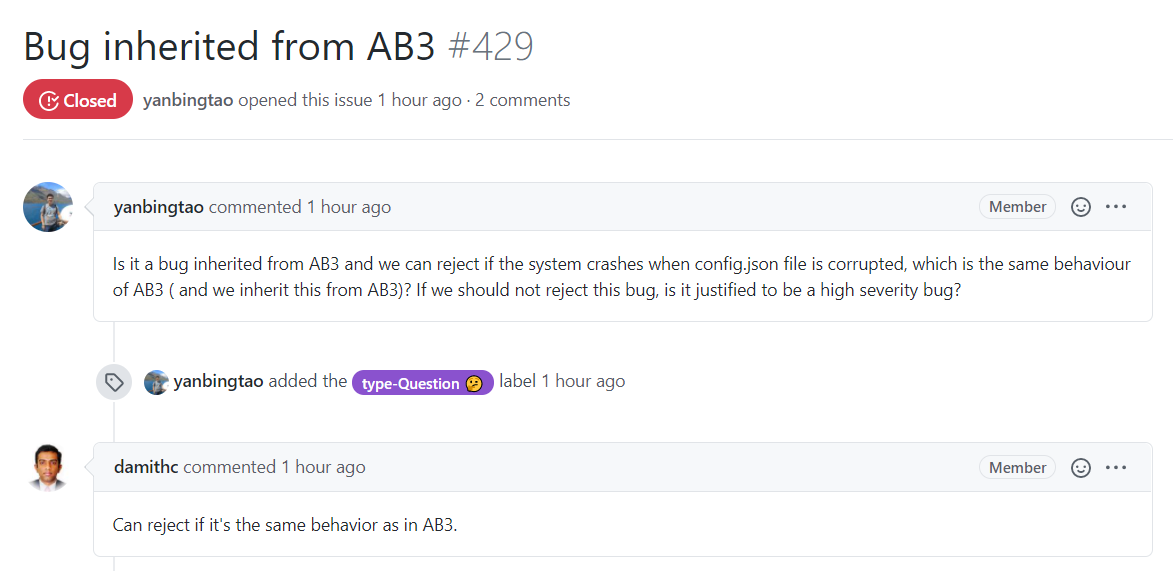 Bug inherited from AB3 #429
Closed yanbingtao opened this issue 1 hour ago · 2 comments
yanbingtao commented 1 hour ago Member
Is it a bug inherited from AB3 and we can reject if the system crashes when config.json file is corrupted, which is the same behaviour
of AB3 ( and we inherit this from AB3)? If we should not reject this bug, is it justified to be a high severity bug?
yanbingtao added the type-Question 🤔 label 1 hour ago
damithc commented 1 hour ago Member
Can reject if it's the same behavior as in AB3.